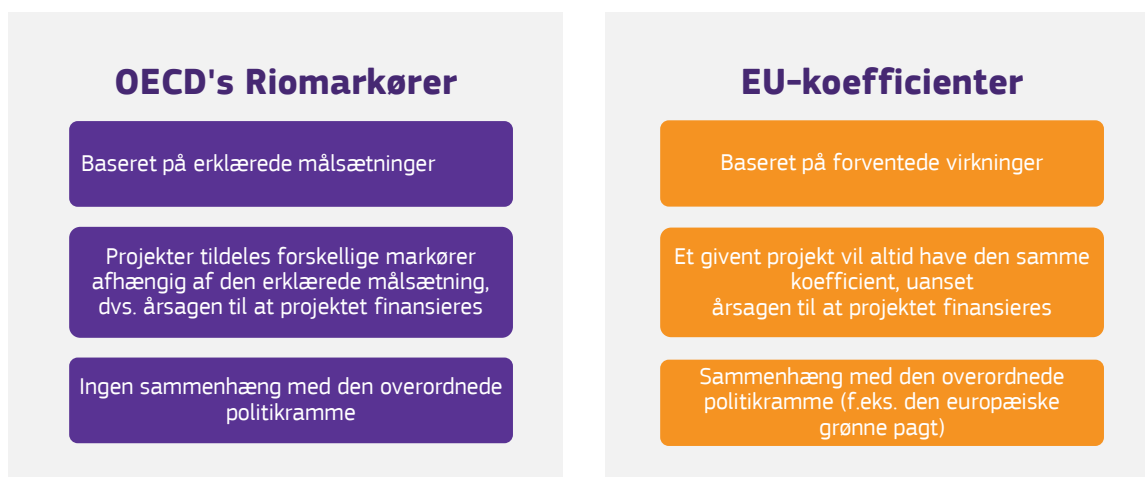 OECD's Riomarkører
Baseret på erklærede målsætninger
Projekter tildeles forskellige markører
afhængig af den erklærede målsætning,
dvs. årsagen til at projektet finansieres
Ingen sammenhæng med den overordnede
politikramme
EU-koefficienter
Baseret på forventede virkninger
Et givent projekt vil altid have den samme
koefficient, uanset
årsagen til at projektet finansieres
Sammenhæng med den overordnede
politikramme (f.eks. den europæiske
grønne pagt)